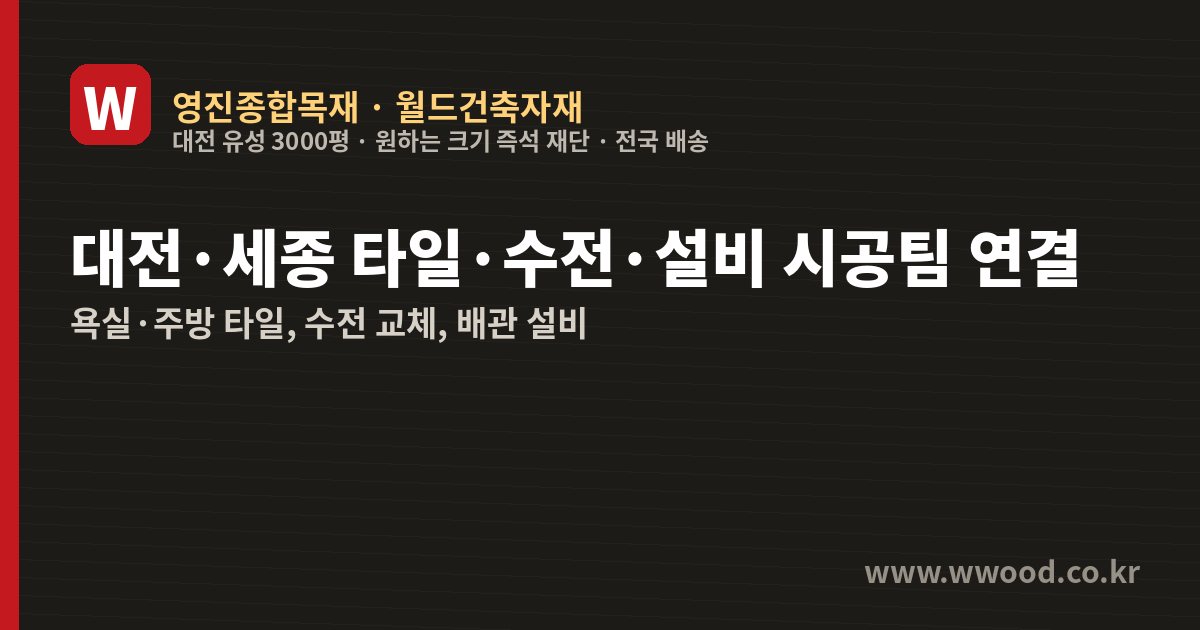 W
영진종합목재 · 월드건축자재
대전 유성 3000평 · 원하는 크기 즉석 재단 · 전국 배송
대전·세종 타일·수전·설비 시공팀 연결
욕실·주방 타일, 수전 교체, 배관 설비
www.wwood.co.kr